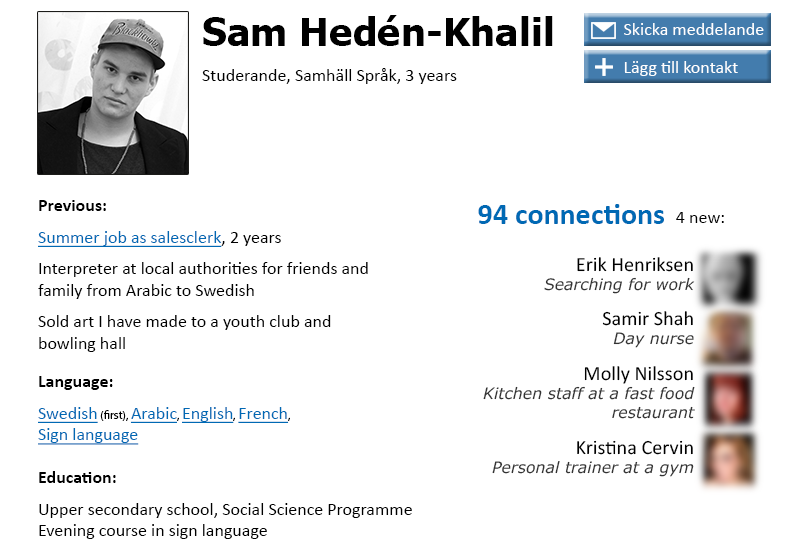 Sam Hedén-Khalil
Studerande, Samhäll Språk, 3 years
Skicka meddelande
Lägg till kontakt
Previous:
Summer job as salesclerk, 2 years
Interpreter at local authorities for friends and
family from Arabic to Swedish
Sold art I have made to a youth club and
bowling hall
Language:
Swedish (first), Arabic, English, French,
Sign language
Education:
Upper secondary school, Social Science Programme
Evening course in sign language
94 connections 4 new:
Erik Henriksen
Searching for work
Samir Shah
Day nurse
Molly Nilsson
Kitchen staff at a fast food
restaurant
Kristina Cervin
Personal trainer at a gym